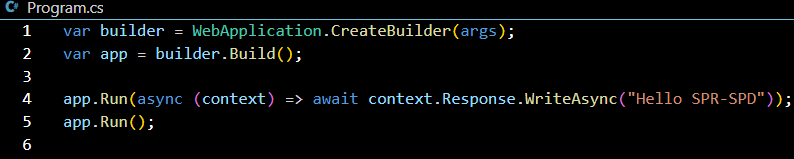 Program.cs
1 var builder = WebApplication.CreateBuilder(args);
2 var app = builder.Build();
3
4 app.Run(async (context) => await context.Response.WriteAsync("Hello SPR-SPD"));
5 app.Run();
6